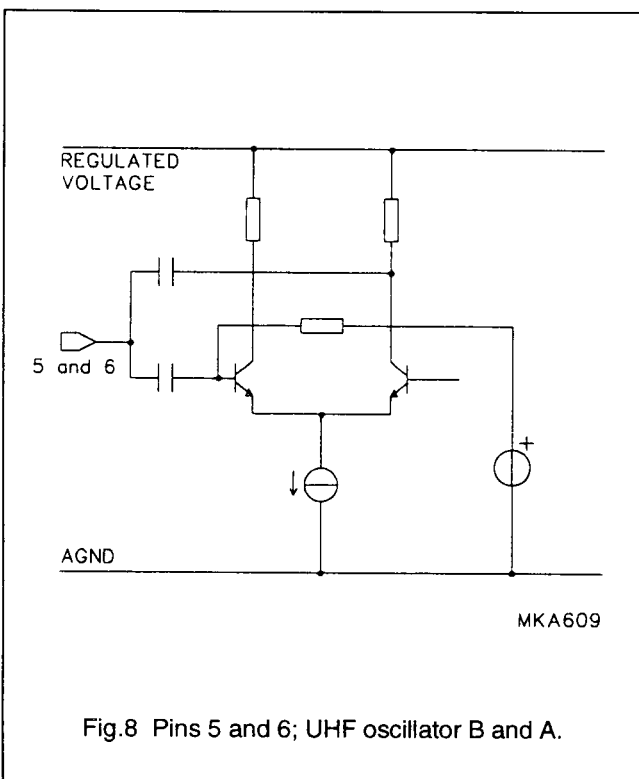 REGULATED
VOLTAGE
5 and 6
+
AGND
MKA609
Fig.8 Pins 5 and 6; UHF oscillator B and A.